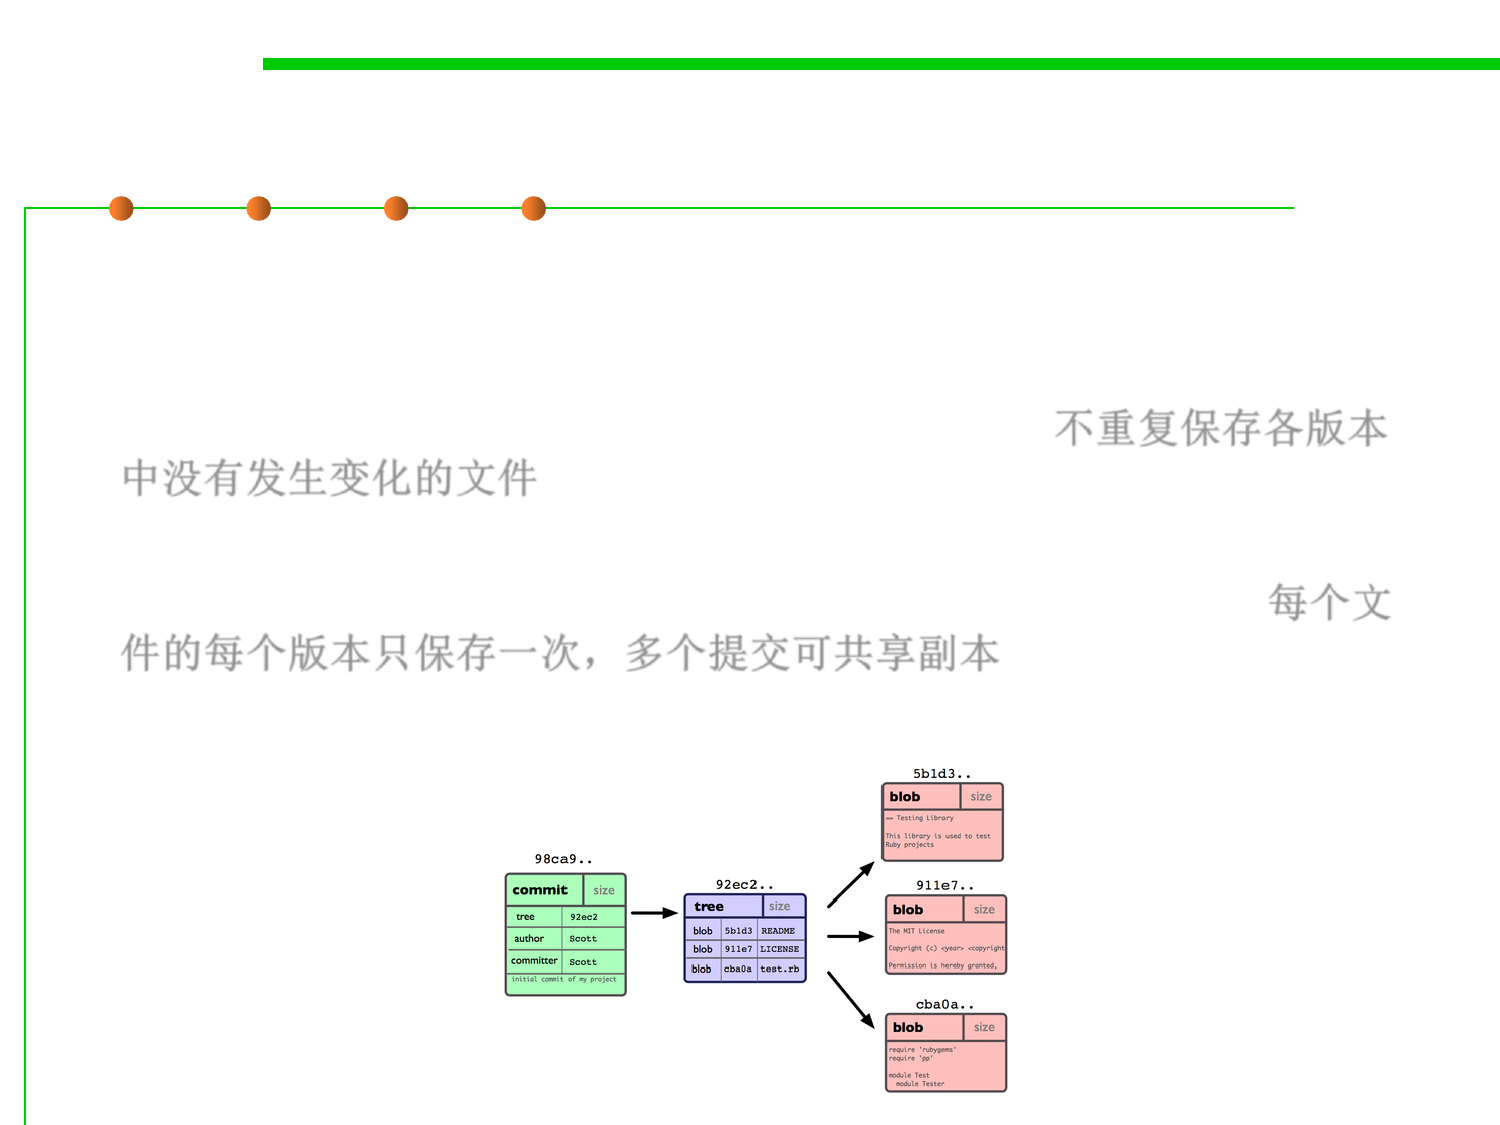 不重复保存各版本
中没有发生变化的文件
每个文
件的每个版本只保存一次，多个提交可共享副本
5b1d3..
blob size
== Testing Library
This library is used to test
Ruby projects
98ca9..
commit size
tree 92ec2
author Scott
committer Scott
initial commit of my project
92ec2..
tree size
blob 5b1d3 README
blob 911e7 LICENSE
blob cba0a test.rb
911e7..
blob size
The MIT License
Copyright (c) <year> <copyright
Permission is hereby granted,
cba0a..
blob size
require 'rubygems'
require 'pp'
module Test
module Tester